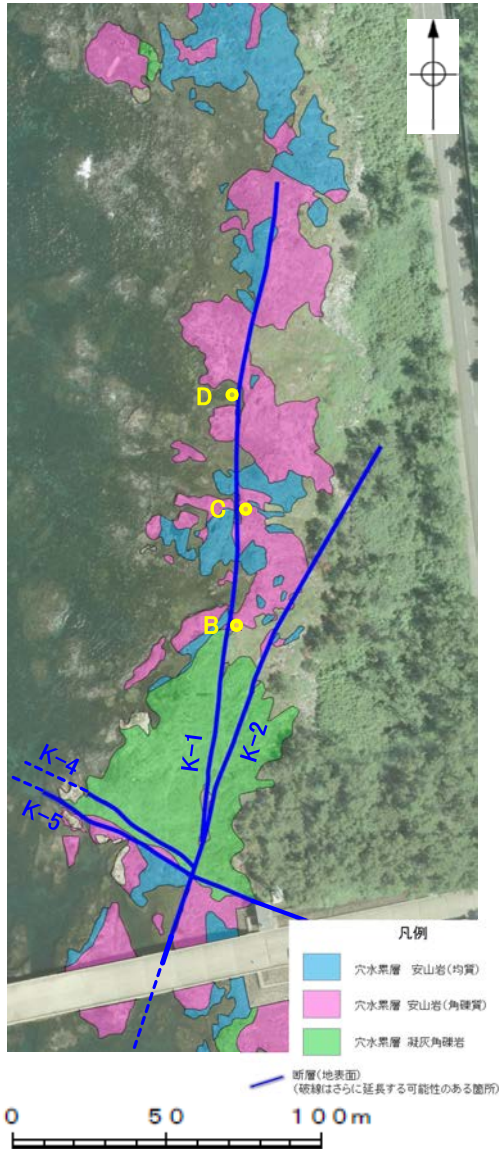 D
C
B
K-1
K-2
K-4
K-5
凡例
穴水累層 安山岩(均質)
穴水累層 安山岩(角礫質)
穴水累層 凝灰角礫岩
断層(地表面)
(破線はさらに延長する可能性のある箇所)
0 50 100m